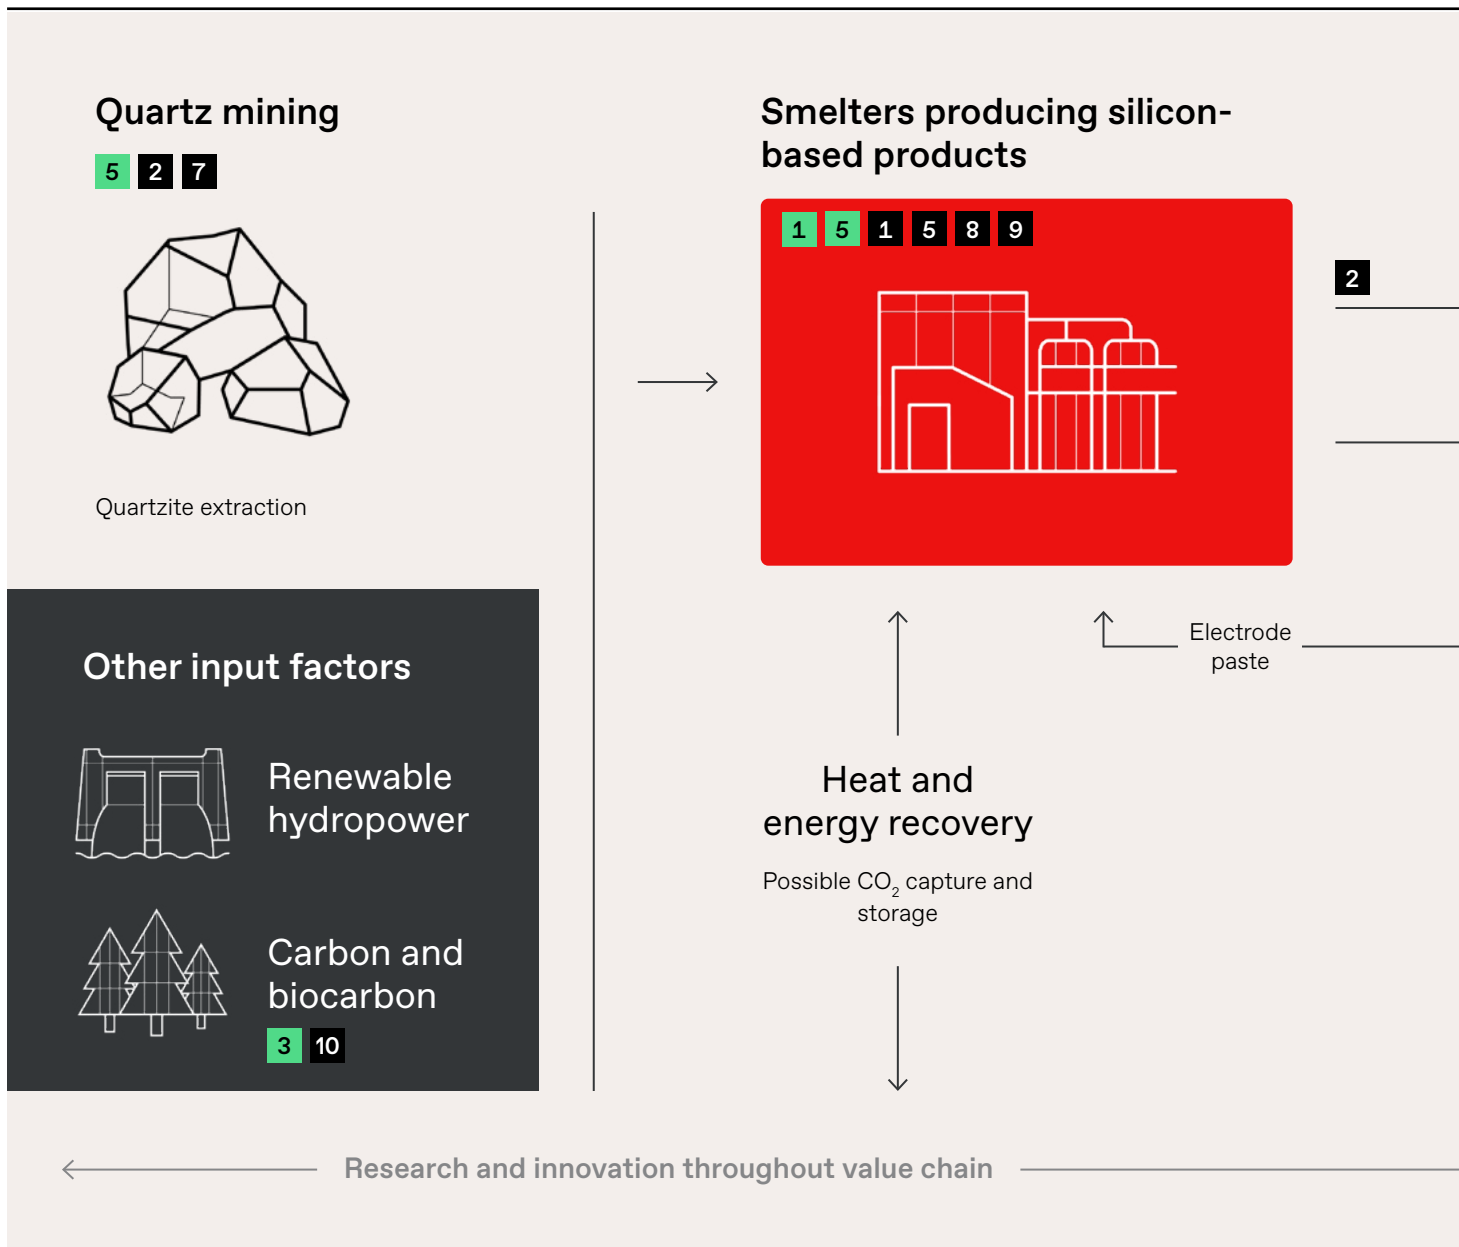 Quartz mining
5 2 7
Quartzite extraction
Smelters producing silicon-
based products
1 5 1 5 8 9
2
Electrode
paste
Other input factors
Renewable
hydropower
Carbon and
biocarbon
3 10
Heat and
energy recovery
Possible CO₂ capture and
storage
Research and innovation throughout value chain